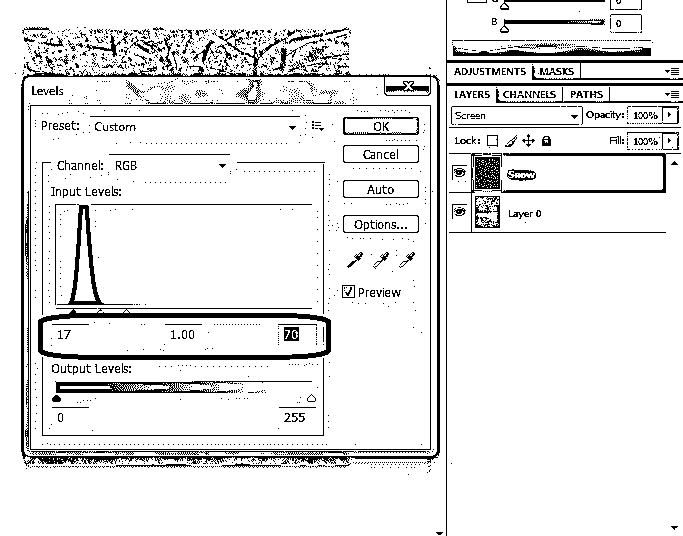 G 0
B 0
ADJUSTMENTS MASKS
LAYERS CHANNELS PATHS
Screen Opacity: 100%
Lock: Fill: 100%
Snow
Layer 0
Levels
Preset: Custom
OK
Cancel
Auto
Options...
Preview
Channel: RGB
Input Levels:
17 1.00 70
Output Levels:
0 255